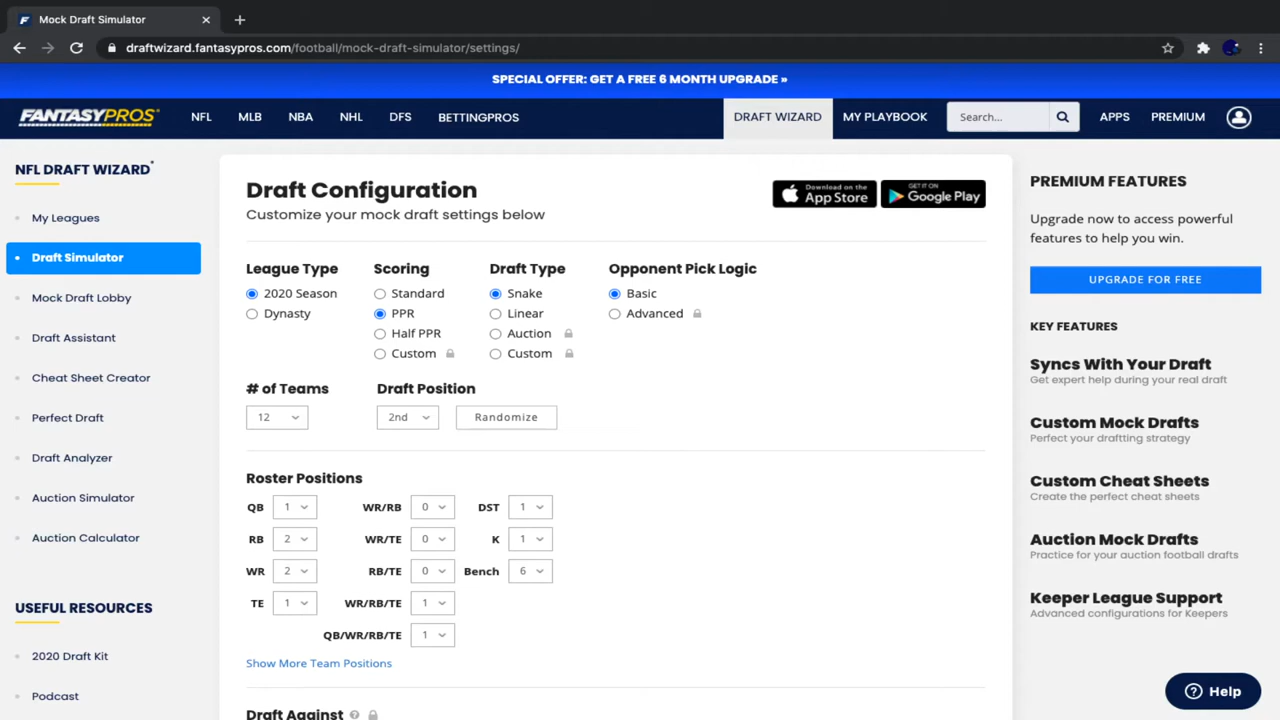 Mock Draft Simulator
draftwizard.fantasypros.com/football/mock-draft-simulator/settings/
SPECIAL OFFER: GET A FREE 6 MONTH UPGRADE »
FANTASYPROS NFL MLB NBA NHL DFS BETTINGPROS DRAFT WIZARD MY PLAYBOOK Search... APPS PREMIUM
NFL DRAFT WIZARD*
My Leagues
Draft Simulator
Mock Draft Lobby
Draft Assistant
Cheat Sheet Creator
Perfect Draft
Draft Analyzer
Auction Simulator
Auction Calculator
USEFUL RESOURCES
2020 Draft Kit
Podcast
Draft Configuration
Customize your mock draft settings below
Download on the
App Store
GET IT ON
Google Play
League Type Scoring Draft Type Opponent Pick Logic
2020 Season Standard Snake Basic
Dynasty PPR Linear Advanced
Half PPR Auction
Custom Custom
# of Teams Draft Position
12 2nd Randomize
Roster Positions
QB 1 WR/RB 0 DST 1
RB 2 WR/TE 0 K 1
WR 2 RB/TE 0 Bench 6
TE 1 WR/RB/TE 1
QB/WR/RB/TE 1
Show More Team Positions
Draft Against ?
PREMIUM FEATURES
Upgrade now to access powerful
features to help you win.
UPGRADE FOR FREE
KEY FEATURES
Syncs With Your Draft
Get expert help during your real draft
Custom Mock Drafts
Perfect your draftting strategy
Custom Cheat Sheets
Create the perfect cheat sheets
Auction Mock Drafts
Practice for your auction football drafts
Keeper League Support
Advanced configurations for Keepers
? Help